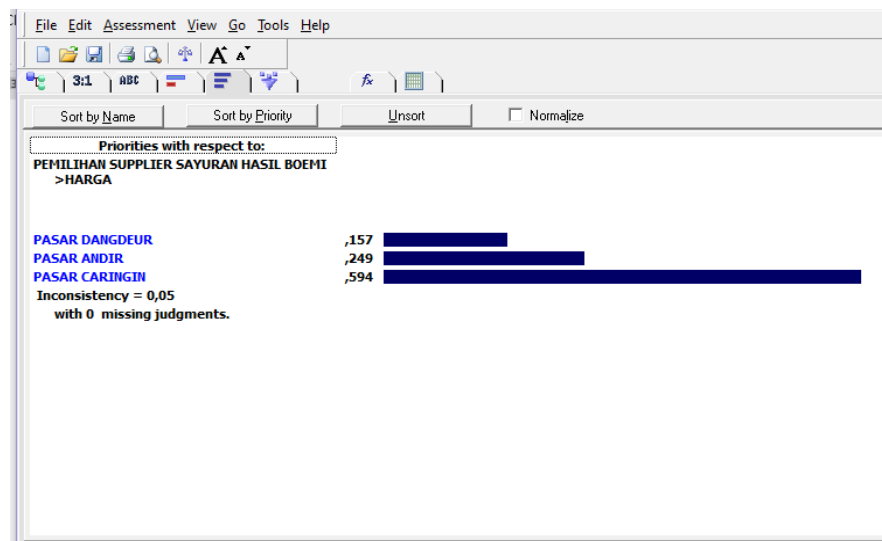 File Edit Assessment View Go Tools Help
A A
3:1 ABC fx
Sort by Name Sort by Priority Unsort Normalize
Priorities with respect to:
PEMILIHAN SUPPLIER SAYURAN HASIL BOEMI
>HARGA
PASAR DANGDEUR ,157
PASAR ANDIR ,249
PASAR CARINGIN ,594
Inconsistency = 0,05
with 0 missing judgments.